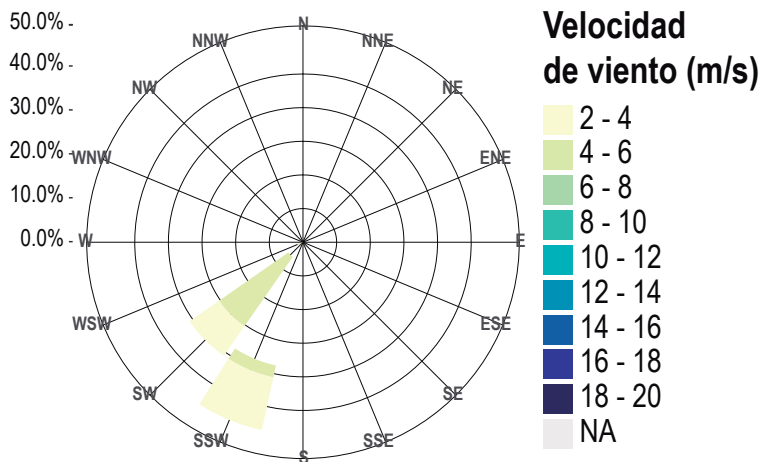 50.0% -
40.0% -
30.0% -
20.0% -
10.0% -
0.0% -
N
NNE
NE
ENE
E
ESE
SE
SSE
S
SSW
SW
WSW
W
WNW
NW
NNW
Velocidad
de viento (m/s)
2 - 4
4 - 6
6 - 8
8 - 10
10 - 12
12 - 14
14 - 16
16 - 18
18 - 20
NA